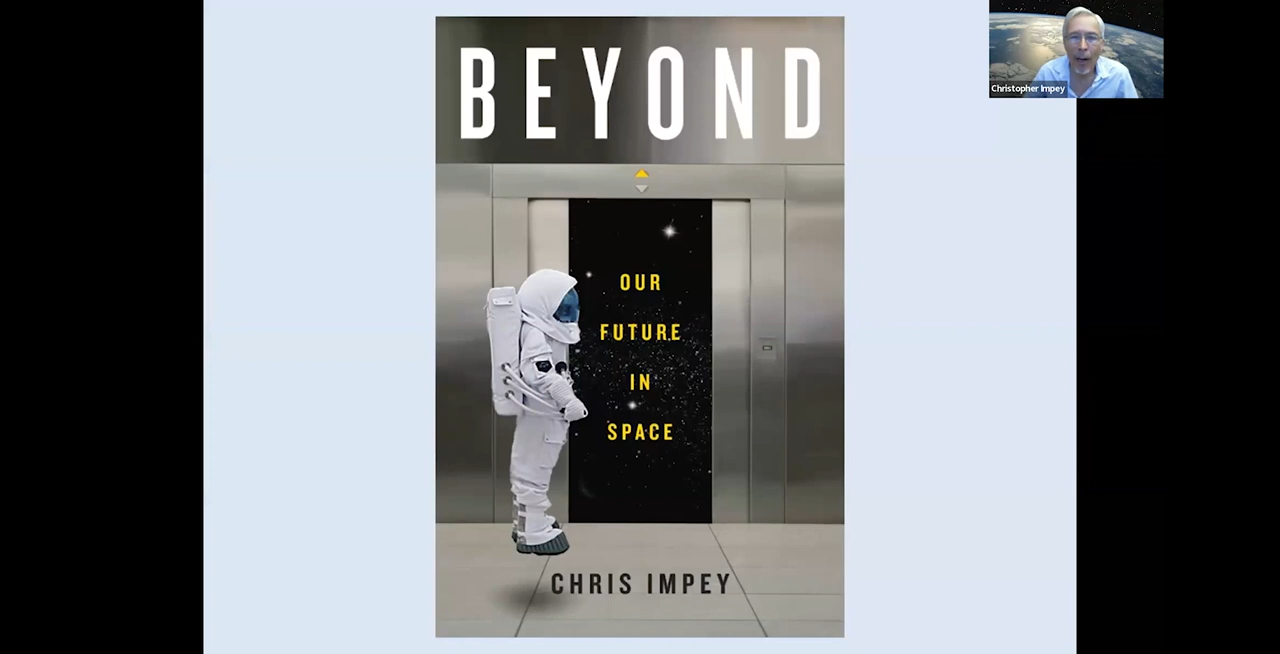 BEYOND
Christopher Impey
OUR
FUTURE
IN
SPACE
CHRIS IMPEY